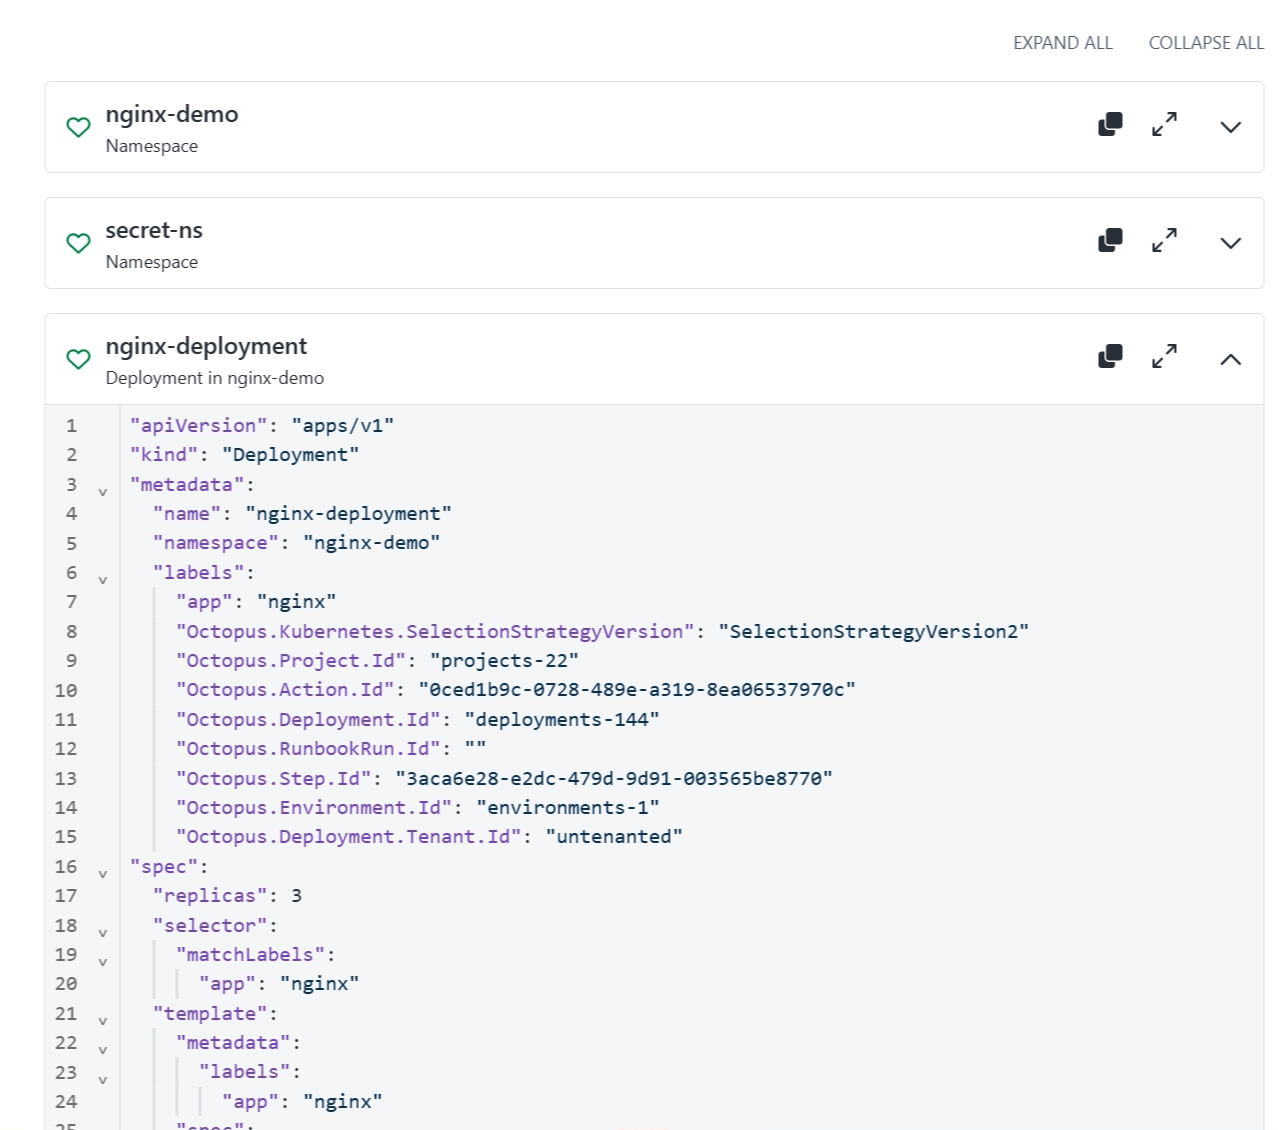 EXPAND ALL COLLAPSE ALL
nginx-demo
Namespace
secret-ns
Namespace
nginx-deployment
Deployment in nginx-demo
1 "apiVersion": "apps/v1"
2 "kind": "Deployment"
3 "metadata":
4 "name": "nginx-deployment"
5 "namespace": "nginx-demo"
6 "labels":
7 "app": "nginx"
8 "Octopus.Kubernetes.SelectionStrategyVersion": "SelectionStrategyVersion2"
9 "Octopus.Project.Id": "projects-22"
10 "Octopus.Action.Id": "0ced1b9c-0728-489e-a319-8ea06537970c"
11 "Octopus.Deployment.Id": "deployments-144"
12 "Octopus.RunbookRun.Id": ""
13 "Octopus.Step.Id": "3aca6e28-e2dc-479d-9d91-003565be8770"
14 "Octopus.Environment.Id": "environments-1"
15 "Octopus.Deployment.Tenant.Id": "untenanted"
16 "spec":
17 "replicas": 3
18 "selector":
19 "matchLabels":
20 "app": "nginx"
21 "template":
22 "metadata":
23 "labels":
24 "app": "nginx"
25 "spec":